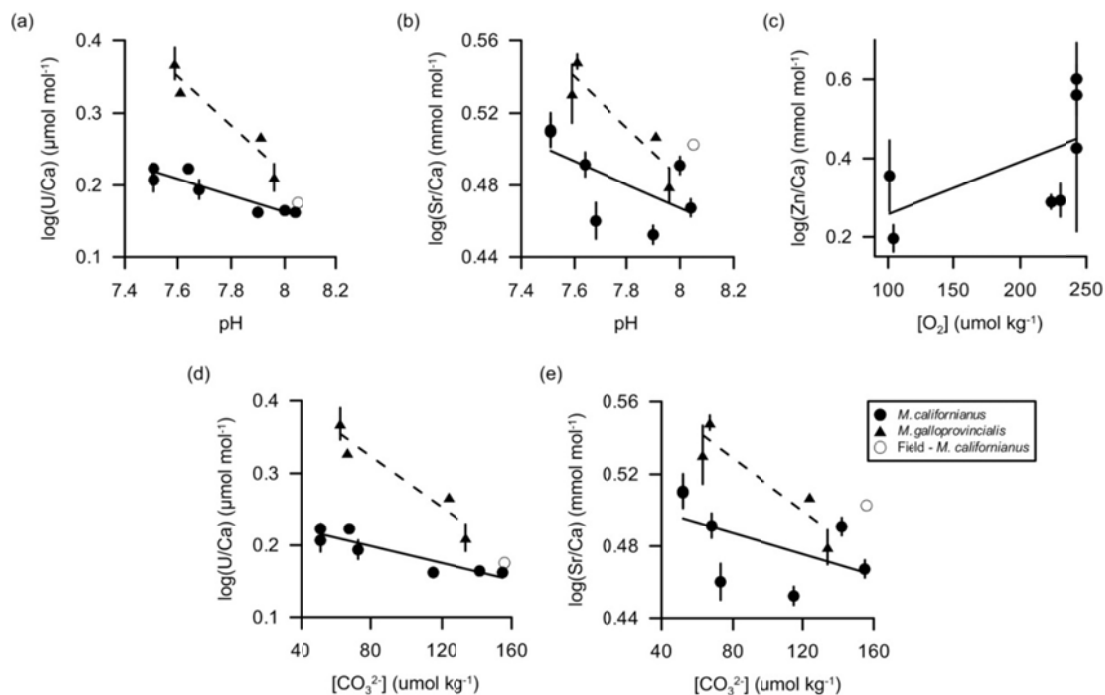 (a)
log(U/Ca) (μmol mol⁻¹)
0.4
0.3
0.2
0.1
7.4
7.6
7.8
8
8.2
pH
(b)
log(Sr/Ca) (mmol mol⁻¹)
0.56
0.52
0.48
0.44
7.4
7.6
7.8
8
8.2
pH
(c)
log(Zn/Ca) (mmol mol⁻¹)
0.6
0.4
0.2
100
150
200
250
[O₂] (umol kg⁻¹)
(d)
log(U/Ca) (μmol mol⁻¹)
0.4
0.3
0.2
0.1
40
80
120
160
[CO₃²⁻] (umol kg⁻¹)
(e)
log(Sr/Ca) (mmol mol⁻¹)
0.56
0.52
0.48
0.44
40
80
120
160
[CO₃²⁻] (umol kg⁻¹)
M. californianus
M. galloprovincialis
Field - M. californianus